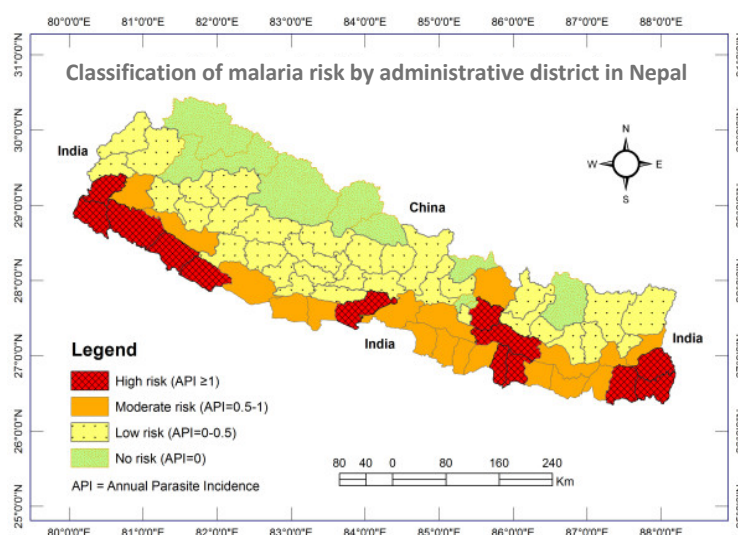 80°0'0"E 81°0'0"E 82°0'0"E 83°0'0"E 84°0'0"E 85°0'0"E 86°0'0"E 87°0'0"E 88°0'0"E
Classification of malaria risk by administrative district in Nepal
31°0'0"N
30°0'0"N
29°0'0"N
28°0'0"N
27°0'0"N
26°0'0"N
25°0'0"N
India
N
W
E
S
China
India
India
Legend
High risk (API ≥1)
Moderate risk (API=0.5-1)
Low risk (API=0-0.5)
No risk (API=0)
API = Annual Parasite Incidence
80 40 0 80 160 240
Km
80°0'0"E 81°0'0"E 82°0'0"E 83°0'0"E 84°0'0"E 85°0'0"E 86°0'0"E 87°0'0"E 88°0'0"E